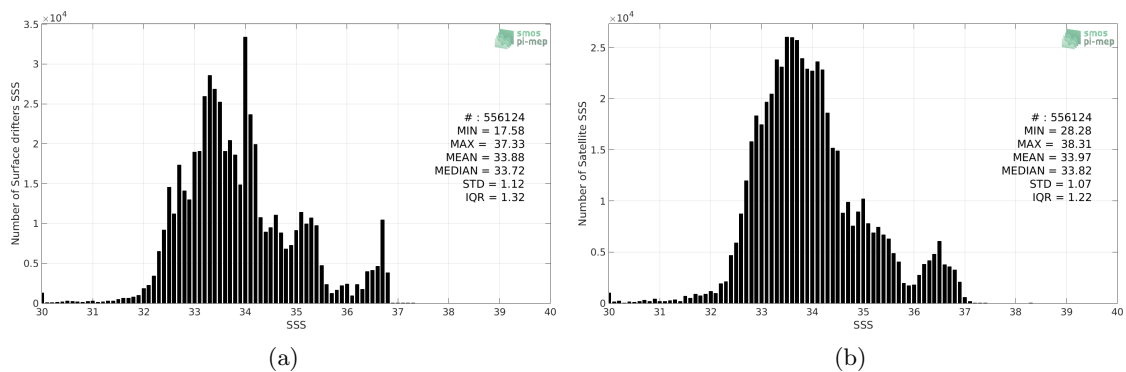 ×10⁴
3.5
3
2.5
2
1.5
1
0.5
0
Number of Surface drifters SSS
30 31 32 33 34 35 36 37 38 39 40
SSS
smos
pi-mep
# : 556124
MIN = 17.58
MAX = 37.33
MEAN = 33.88
MEDIAN = 33.72
STD = 1.12
IQR = 1.32
(a)
×10⁴
2.5
2
1.5
1
0.5
0
Number of Satellite SSS
30 31 32 33 34 35 36 37 38 39 40
SSS
smos
pi-mep
# : 556124
MIN = 28.28
MAX = 38.31
MEAN = 33.97
MEDIAN = 33.82
STD = 1.07
IQR = 1.22
(b)